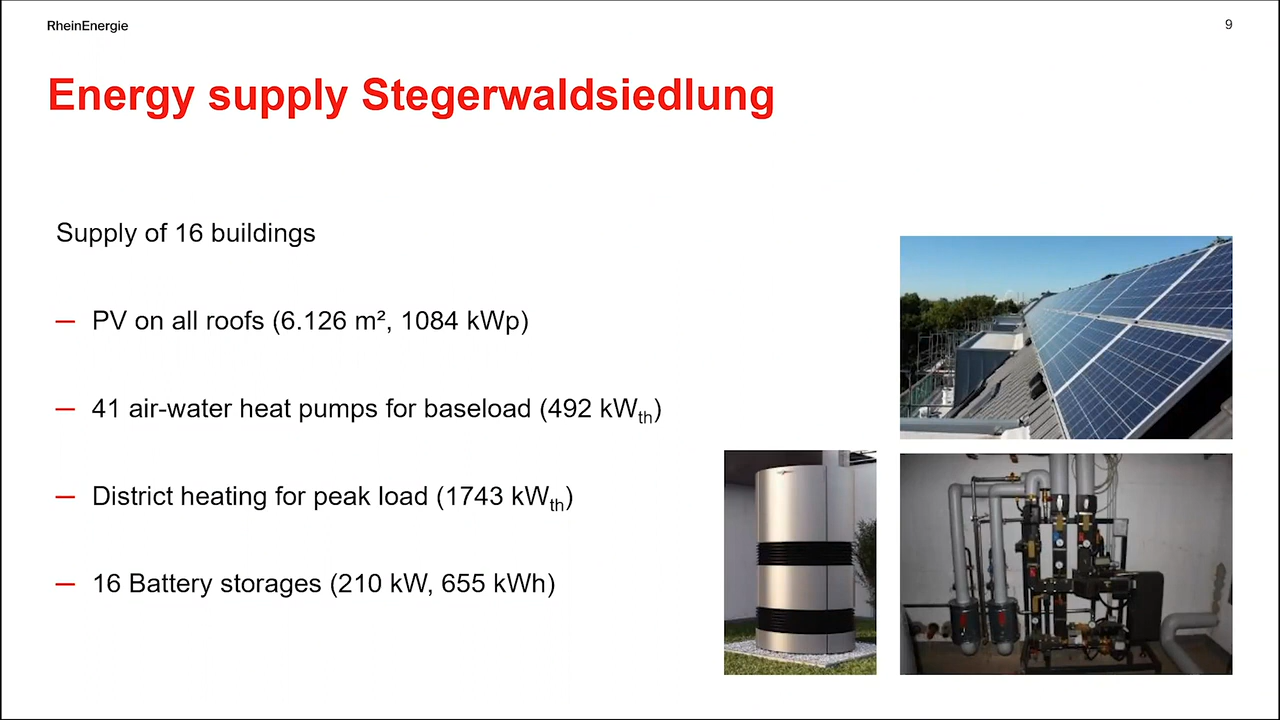 RheinEnergie
9
Energy supply Stegerwaldsiedlung
Supply of 16 buildings
— PV on all roofs (6.126 m², 1084 kWp)
— 41 air-water heat pumps for baseload (492 kWth)
— District heating for peak load (1743 kWth)
— 16 Battery storages (210 kW, 655 kWh)